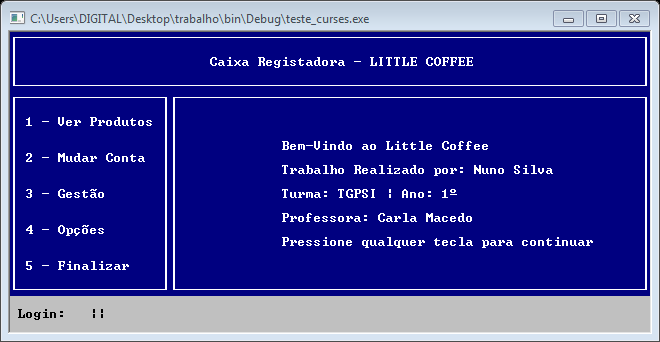 C:\Users\DIGITAL\Desktop\trabalho\bin\Debug\teste_curses.exe
Caixa Registadora - LITTLE COFFEE
1 - Ver Produtos
2 - Mudar Conta
3 - Gestão
4 - Opções
5 - Finalizar
Bem-Vindo ao Little Coffee
Trabalho Realizado por: Nuno Silva
Turma: TGPSI ¦ Ano: 1º
Professora: Carla Macedo
Pressione qualquer tecla para continuar
Login: ¦¦